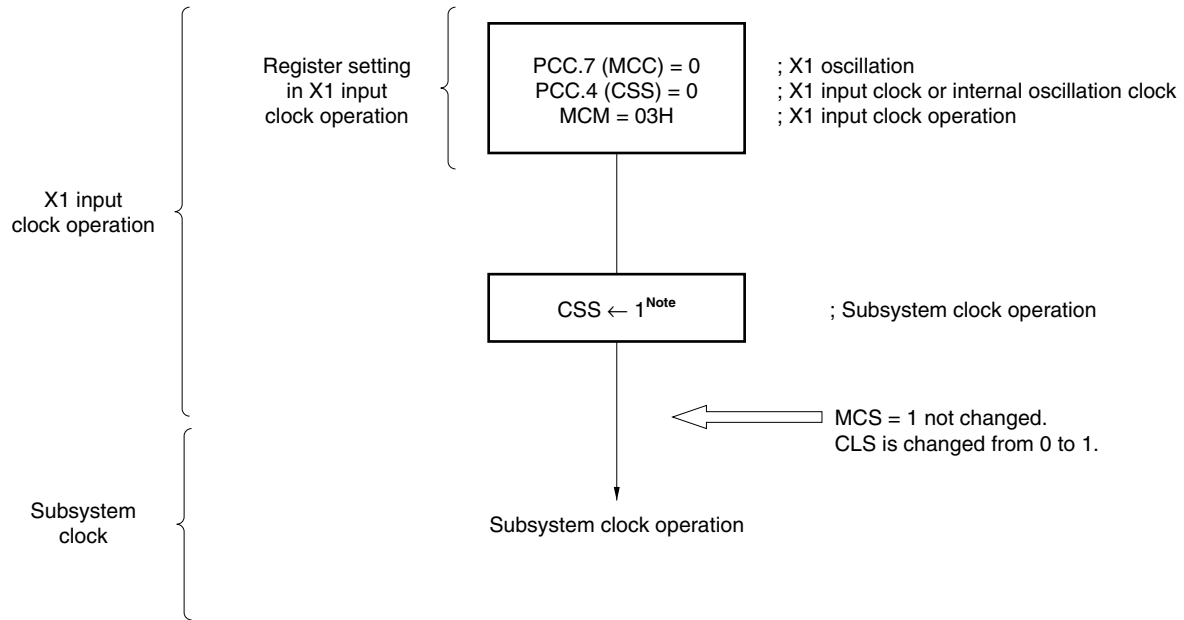 Register setting
in X1 input
clock operation
PCC.7 (MCC) = 0
PCC.4 (CSS) = 0
MCM = 03H
; X1 oscillation
; X1 input clock or internal oscillation clock
; X1 input clock operation
X1 input
clock operation
CSS ← 1Note
; Subsystem clock operation
MCS = 1 not changed.
CLS is changed from 0 to 1.
Subsystem
clock
Subsystem clock operation